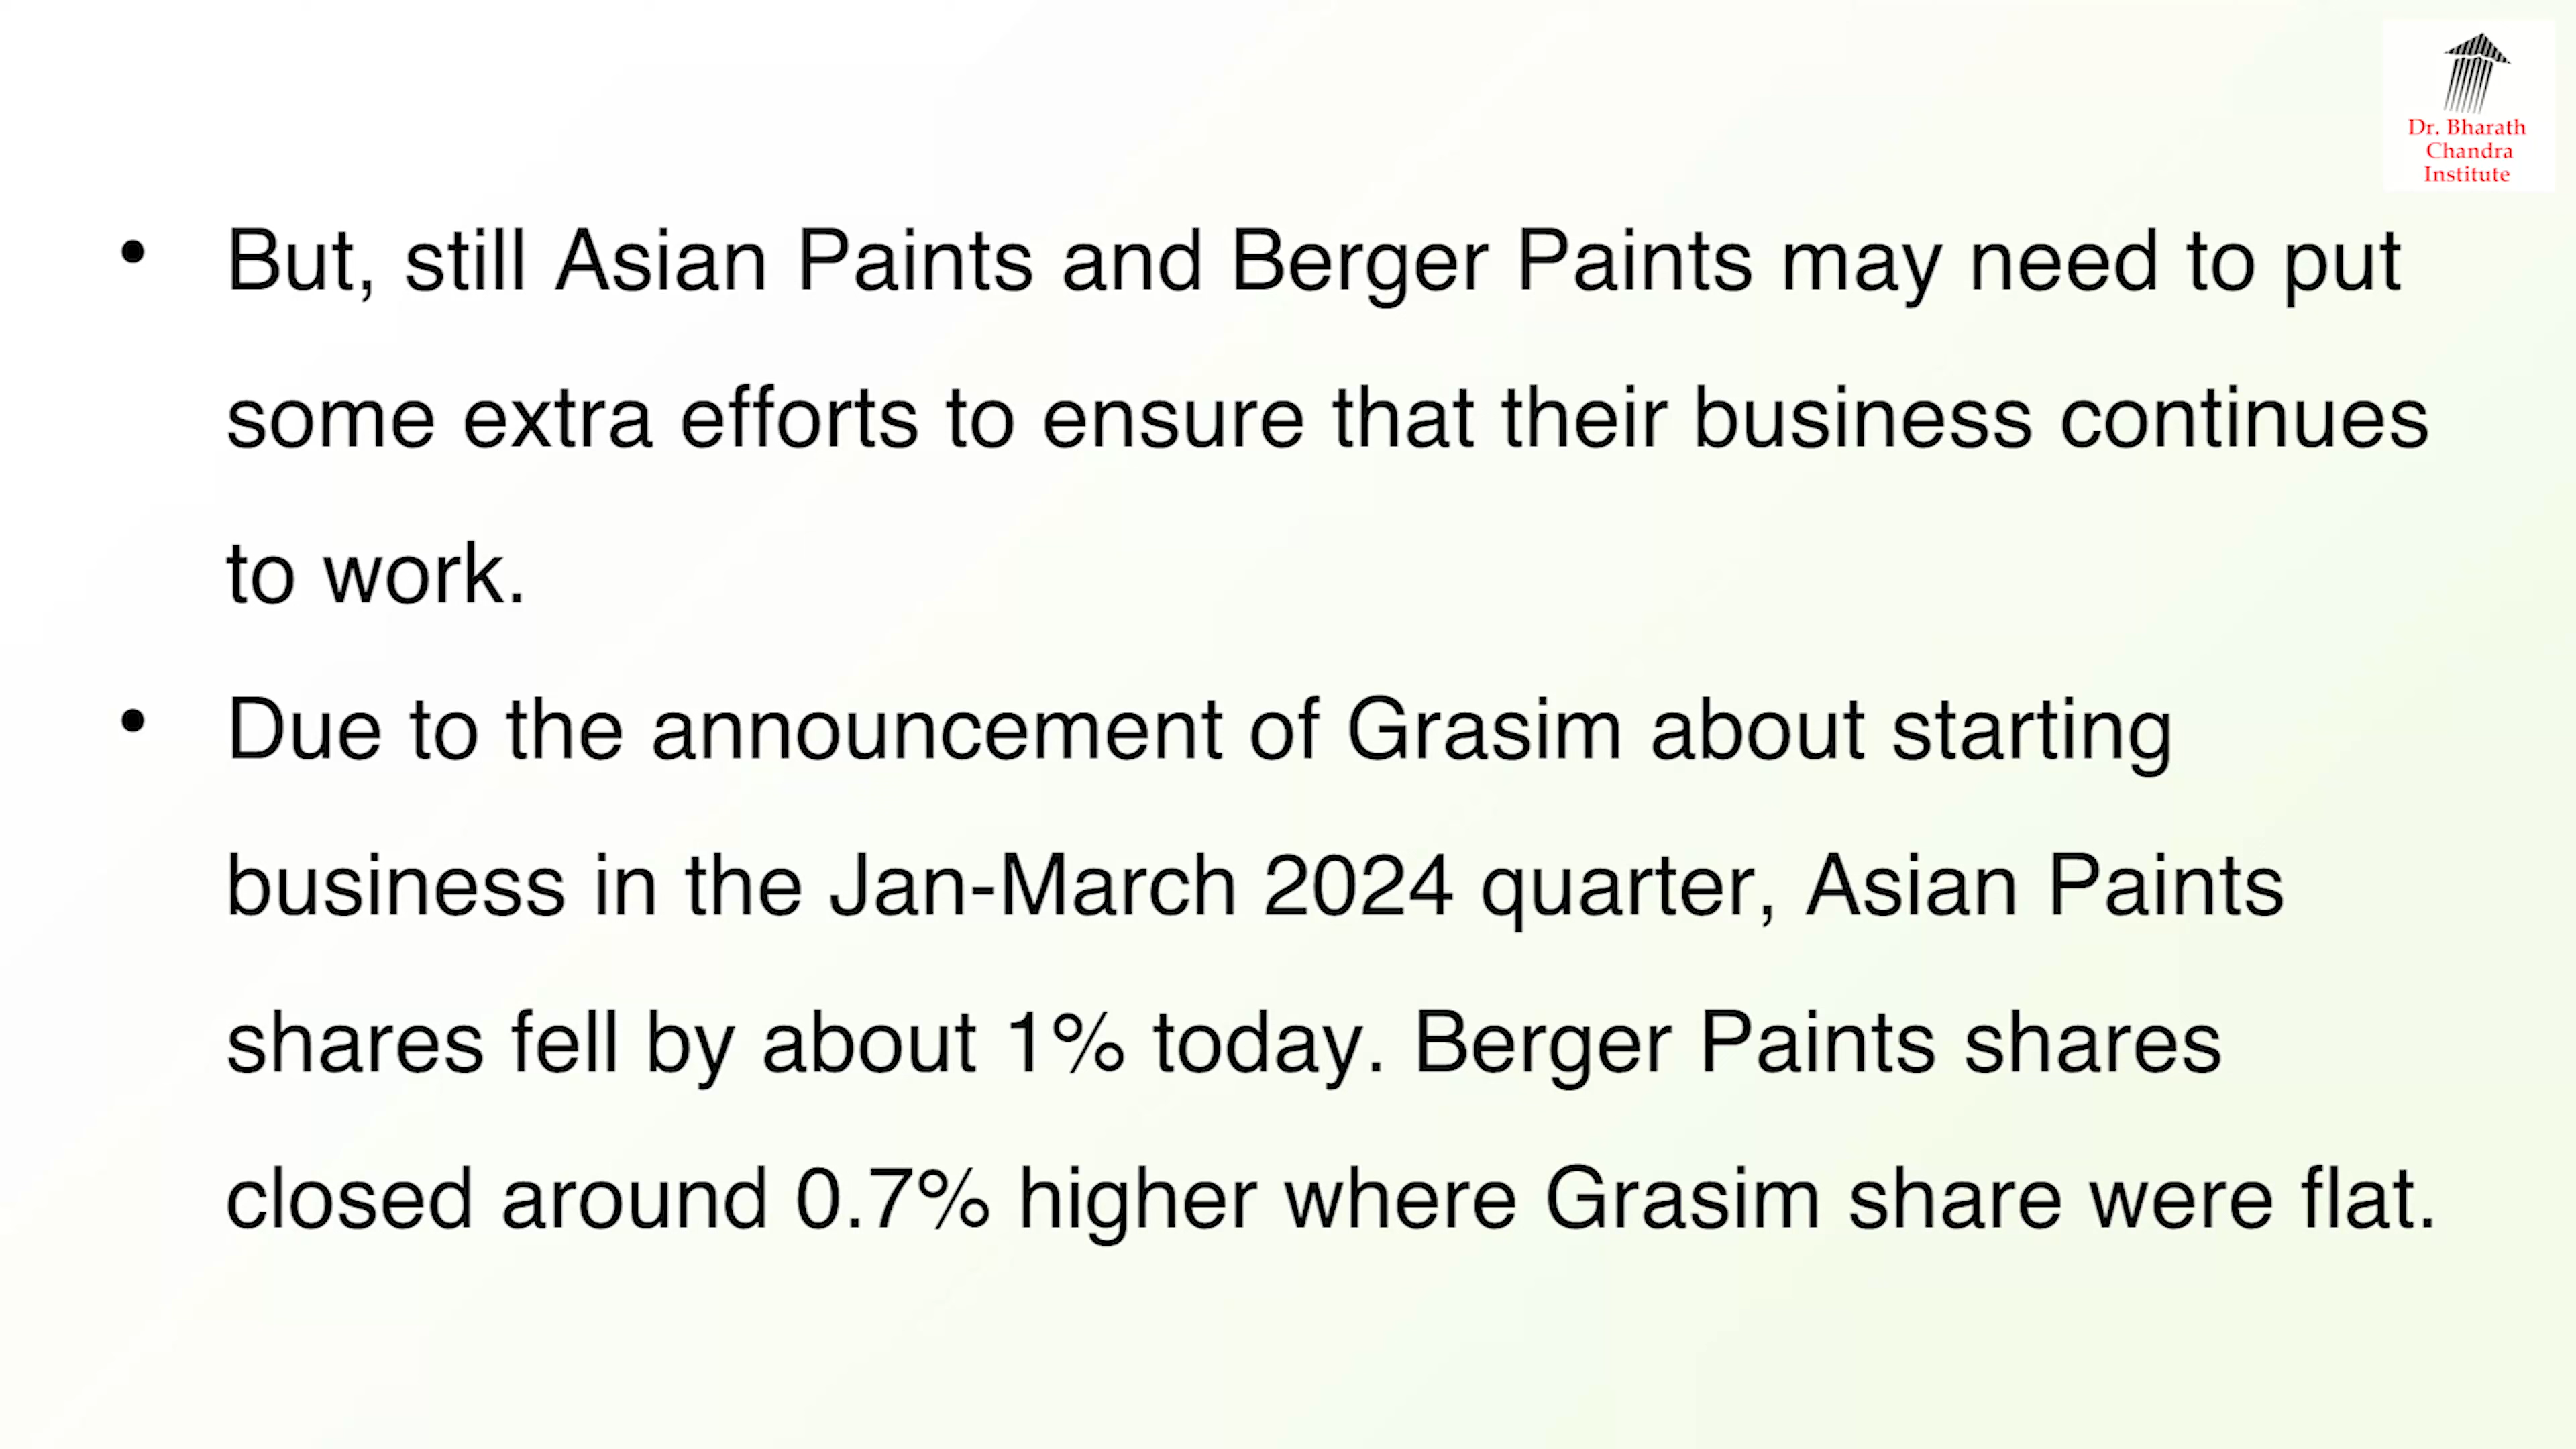 Dr. Bharath
Chandra
Institute
• But, still Asian Paints and Berger Paints may need to put
some extra efforts to ensure that their business continues
to work.
• Due to the announcement of Grasim about starting
business in the Jan-March 2024 quarter, Asian Paints
shares fell by about 1% today. Berger Paints shares
closed around 0.7% higher where Grasim share were flat.